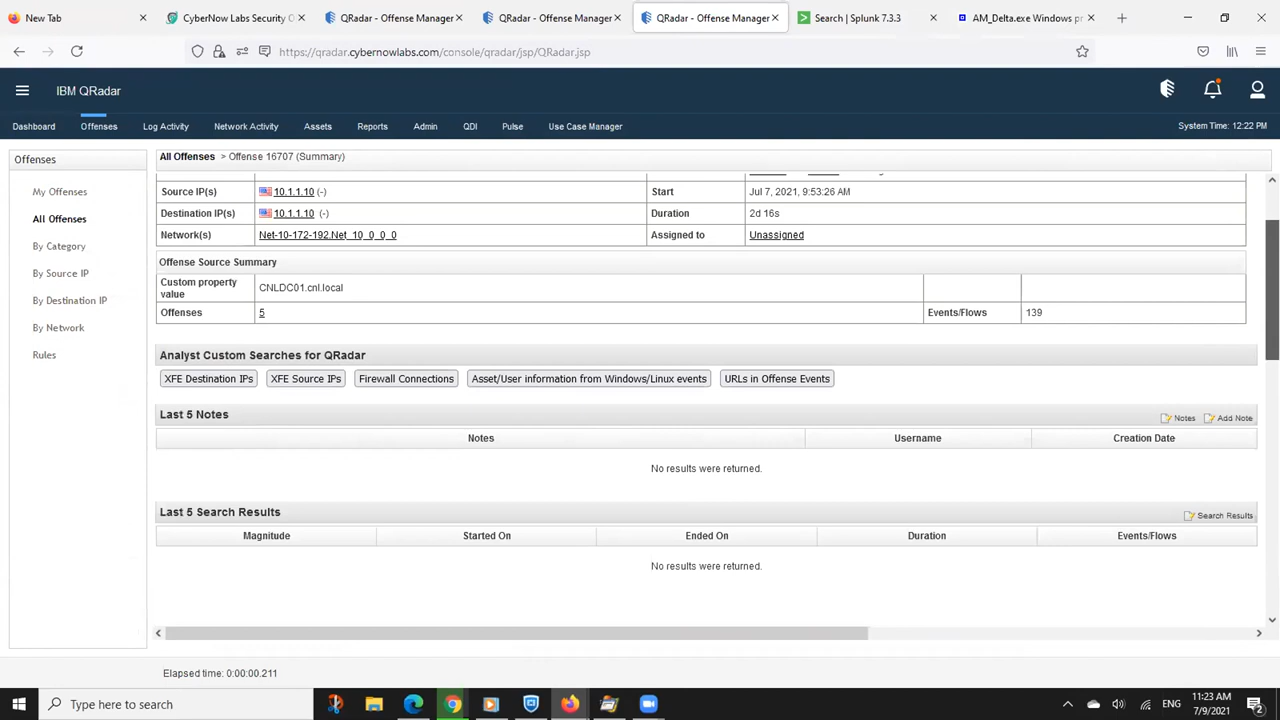 New Tab
CyberNow Labs Security O
QRadar - Offense Manager
QRadar - Offense Manager
QRadar - Offense Manager
Search | Splunk 7.3.3
AM_Delta.exe Windows pr
https://qradar.cybernowlabs.com/console/qradar/jsp/QRadar.jsp
IBM QRadar
Dashboard Offenses Log Activity Network Activity Assets Reports Admin QDI Pulse Use Case Manager System Time: 12:22 PM
Offenses
My Offenses
All Offenses
By Category
By Source IP
By Destination IP
By Network
Rules
All Offenses > Offense 16707 (Summary)
Source IP(s) 10.1.1.10 (-) Start Jul 7, 2021, 9:53:26 AM
Destination IP(s) 10.1.1.10 (-) Duration 2d 16s
Network(s) Net-10-172-192.Net_10_0_0_0 Assigned to Unassigned
Offense Source Summary
Custom property value CNLDC01.cnl.local
Offenses 5 Events/Flows 139
Analyst Custom Searches for QRadar
XFE Destination IPs XFE Source IPs Firewall Connections Asset/User information from Windows/Linux events URLs in Offense Events
Last 5 Notes Notes Add Note
Notes Username Creation Date
No results were returned.
Last 5 Search Results Search Results
Magnitude Started On Ended On Duration Events/Flows
No results were returned.
Elapsed time: 0:00:00.211
Type here to search
ENG
11:23 AM
7/9/2021
2